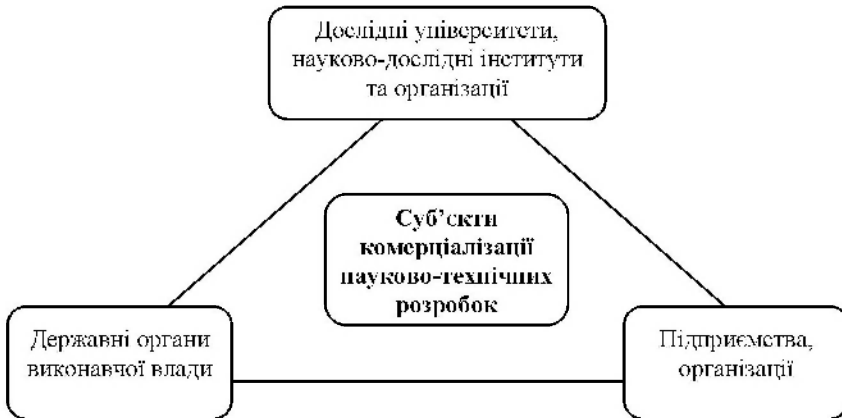 Дослідні університети,
науково-дослідні інститути
та організації
Суб’єкти
комерціалізації
науково-технічних
розробок
Державні органи
виконавчої влади
Підприємства,
організації